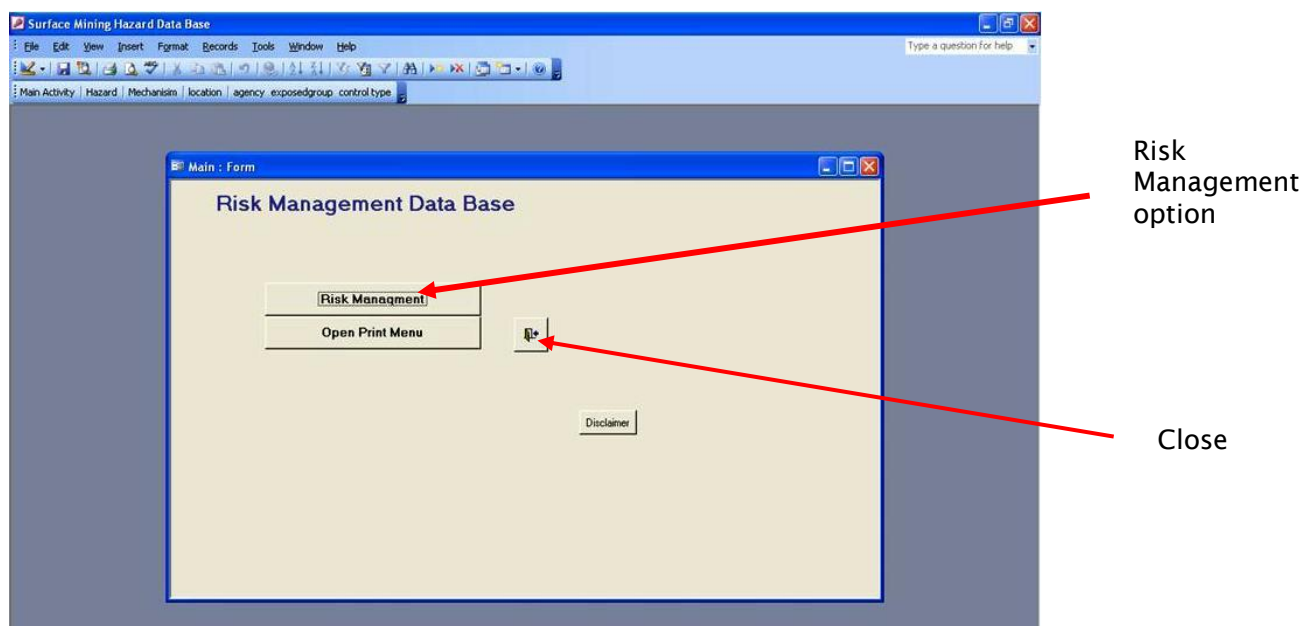 Surface Mining Hazard Data Base
File Edit View Insert Format Records Tools Window Help
Type a question for help
Main Activity Hazard Mechanisim location agency exposedgroup control type
Main : Form
Risk Management Data Base
Risk Managment
Open Print Menu
Disclaimer
Risk
Management
option
Close